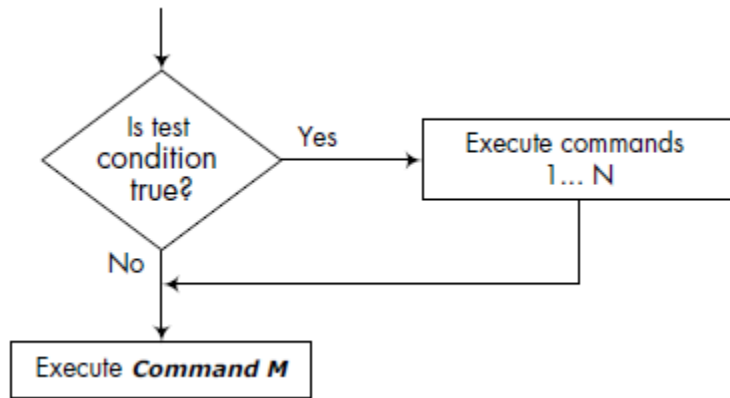 Is test
condition
true?
Yes
Execute commands
1... N
No
Execute Command M